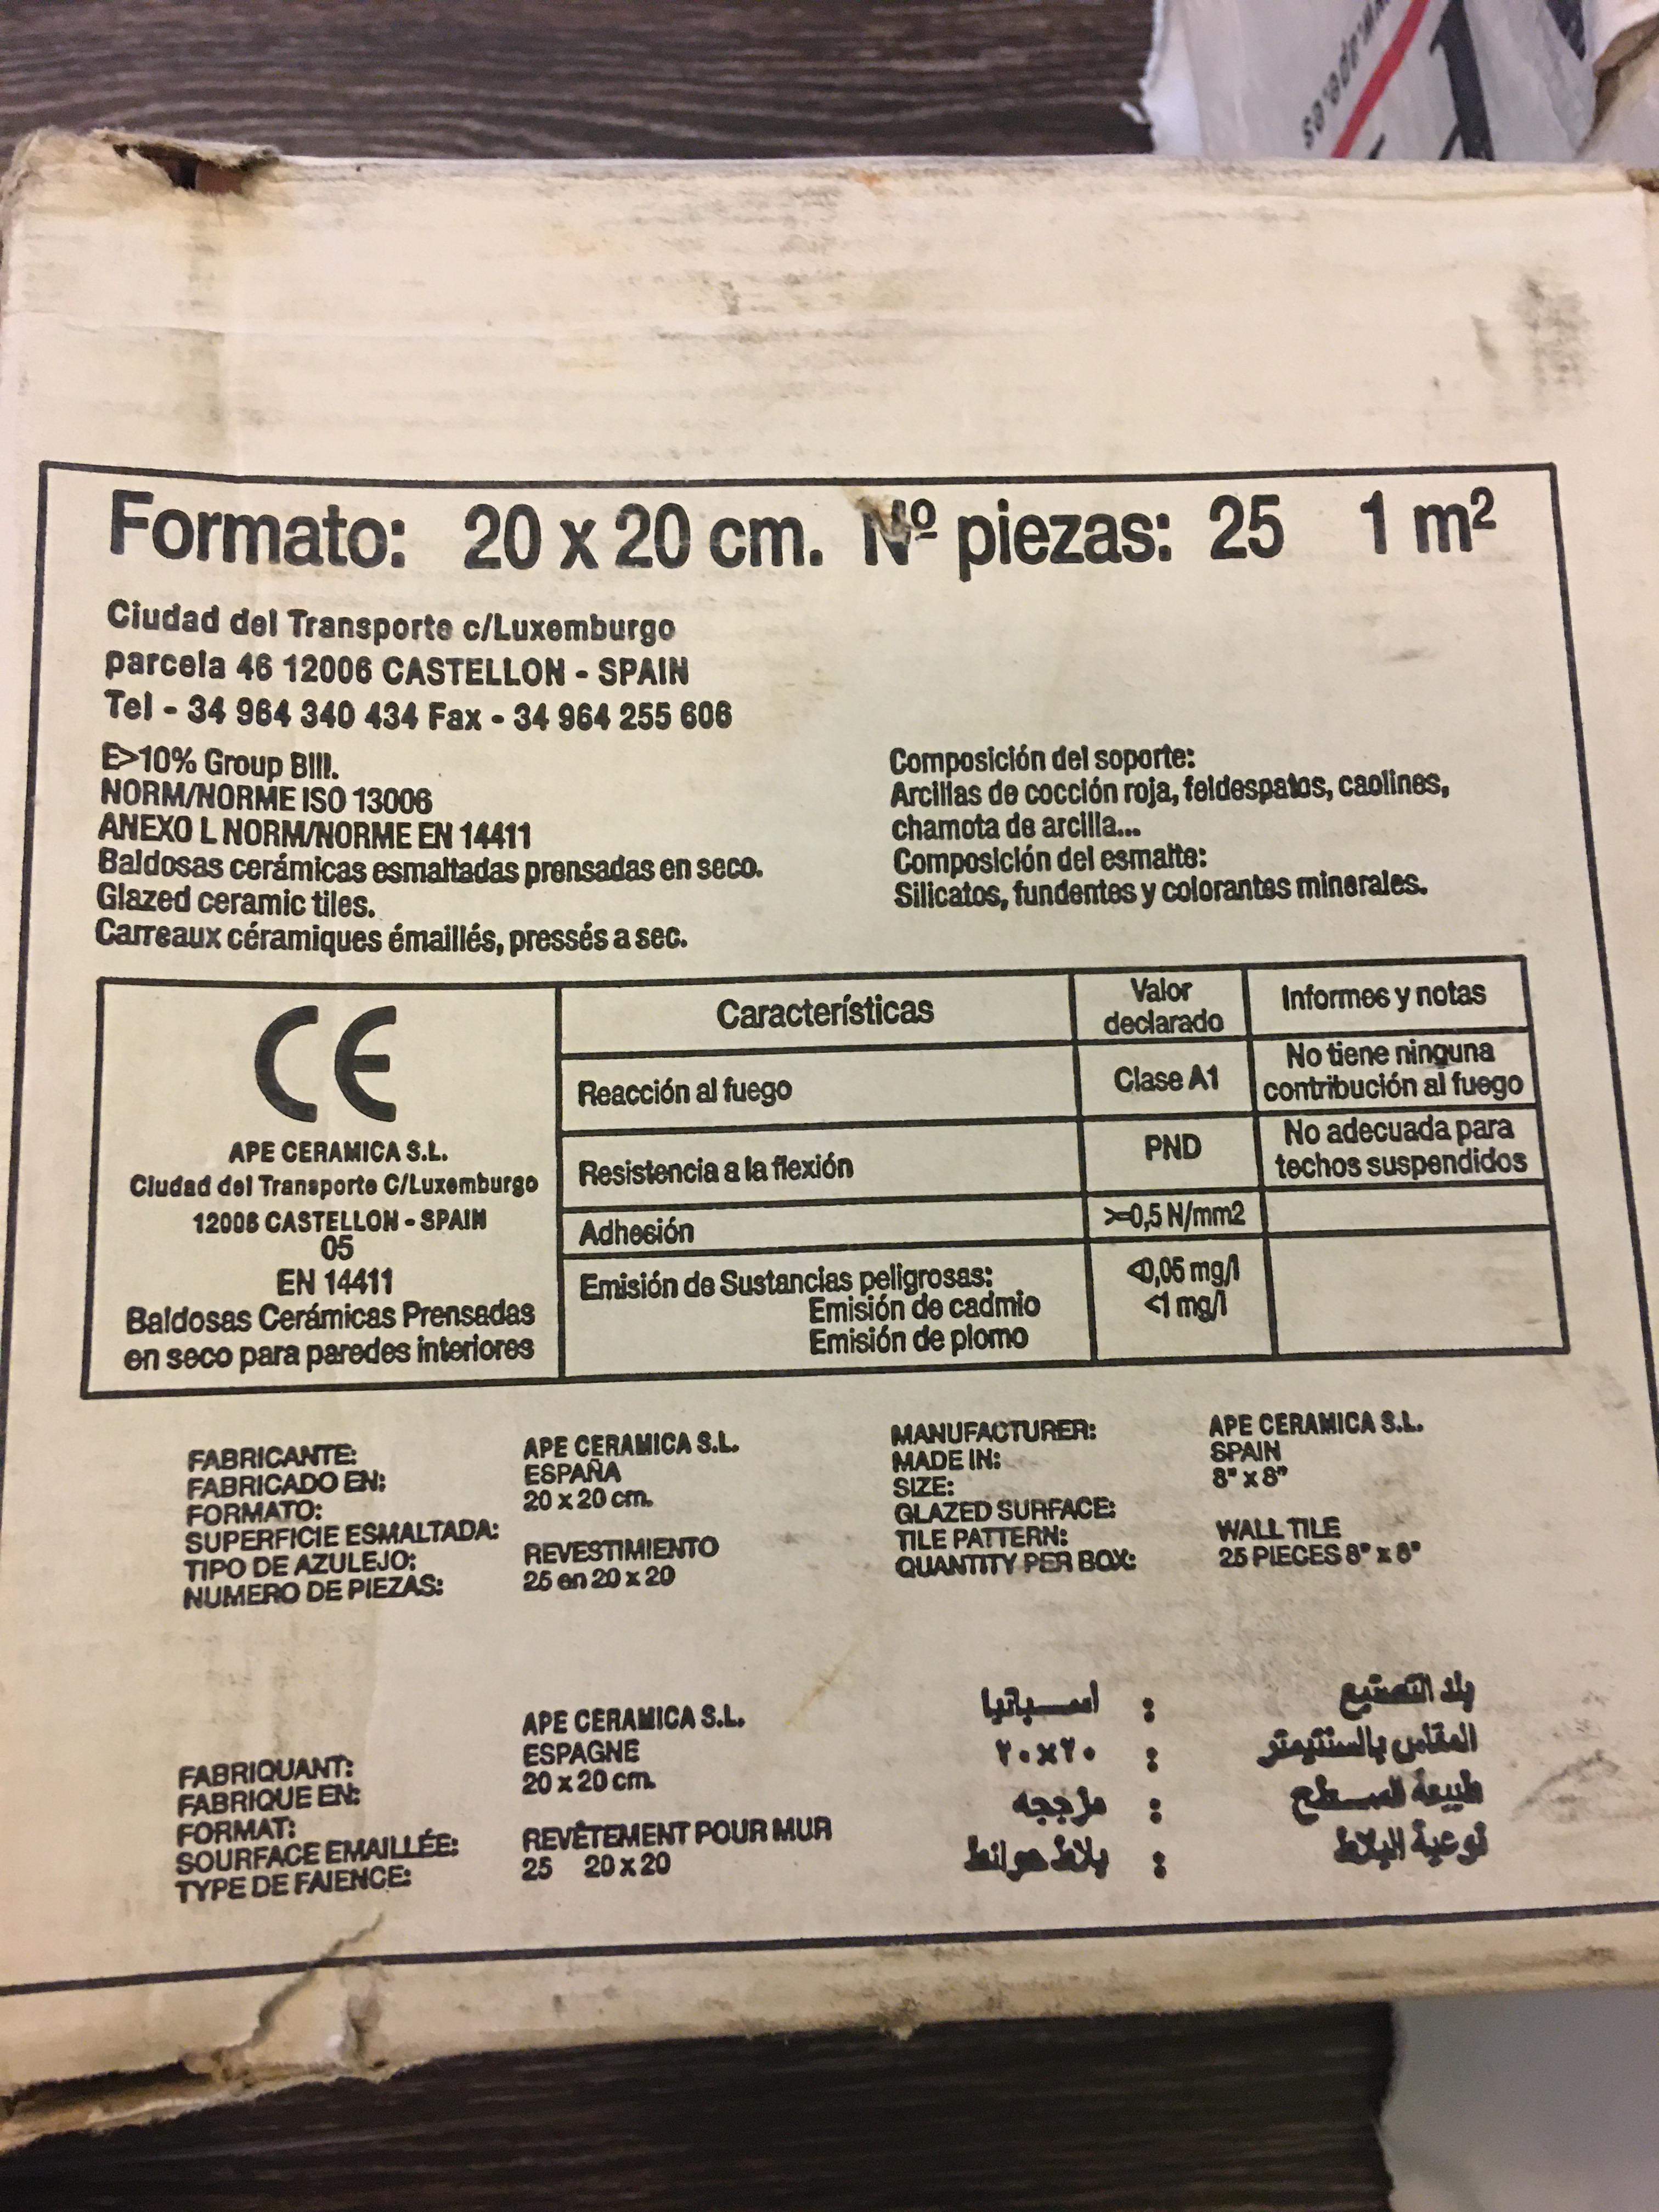 www.ape.es
Formato: 20 x 20 cm. Nº piezas: 25 1 m²
Ciudad del Transporte c/Luxemburgo
parcela 46 12006 CASTELLON - SPAIN
Tel - 34 964 340 434 Fax - 34 964 255 606
E>10% Group BIII.
NORM/NORME ISO 13006
ANEXO L NORM/NORME EN 14411
Baldosas cerámicas esmaltadas prensadas en seco.
Glazed ceramic tiles.
Carreaux céramiques émaillés, pressés a sec.
Composición del soporte:
Arcillas de cocción roja, feldespatos, caolines,
chamota de arcilla...
Composición del esmalte:
Silicatos, fundentes y colorantes minerales.
CE
APE CERAMICA S.L.
Ciudad del Transporte C/Luxemburgo
12006 CASTELLON - SPAIN
05
EN 14411
Baldosas Cerámicas Prensadas
en seco para paredes interiores
Características Valor declarado Informes y notas
Reacción al fuego Clase A1 No tiene ninguna contribución al fuego
Resistencia a la flexión PND No adecuada para techos suspendidos
Adhesión >=0,5 N/mm2
Emisión de Sustancias peligrosas: <0,05 mg/l
Emisión de cadmio <1 mg/l
Emisión de plomo
FABRICANTE: APE CERAMICA S.L.
FABRICADO EN: ESPAÑA
FORMATO: 20 x 20 cm.
SUPERFICIE ESMALTADA:
TIPO DE AZULEJO: REVESTIMIENTO
NUMERO DE PIEZAS: 25 en 20 x 20
MANUFACTURER: APE CERAMICA S.L.
MADE IN: SPAIN
SIZE: 8" x 8"
GLAZED SURFACE:
TILE PATTERN: WALL TILE
QUANTITY PER BOX: 25 PIECES 8" x 8"
APE CERAMICA S.L.
FABRIQUANT: ESPAGNE
FABRIQUE EN: 20 x 20 cm.
FORMAT:
SOURFACE EMAILLÉE: REVÊTEMENT POUR MUR
TYPE DE FAIENCE: 25 20 x 20
بلد التصنيع : اسبانيا
المقاس بالسنتيمتر : ٢٠x٢٠
طبيعة السطح : مزججه
نوعية البلاط : بلاط حوائط